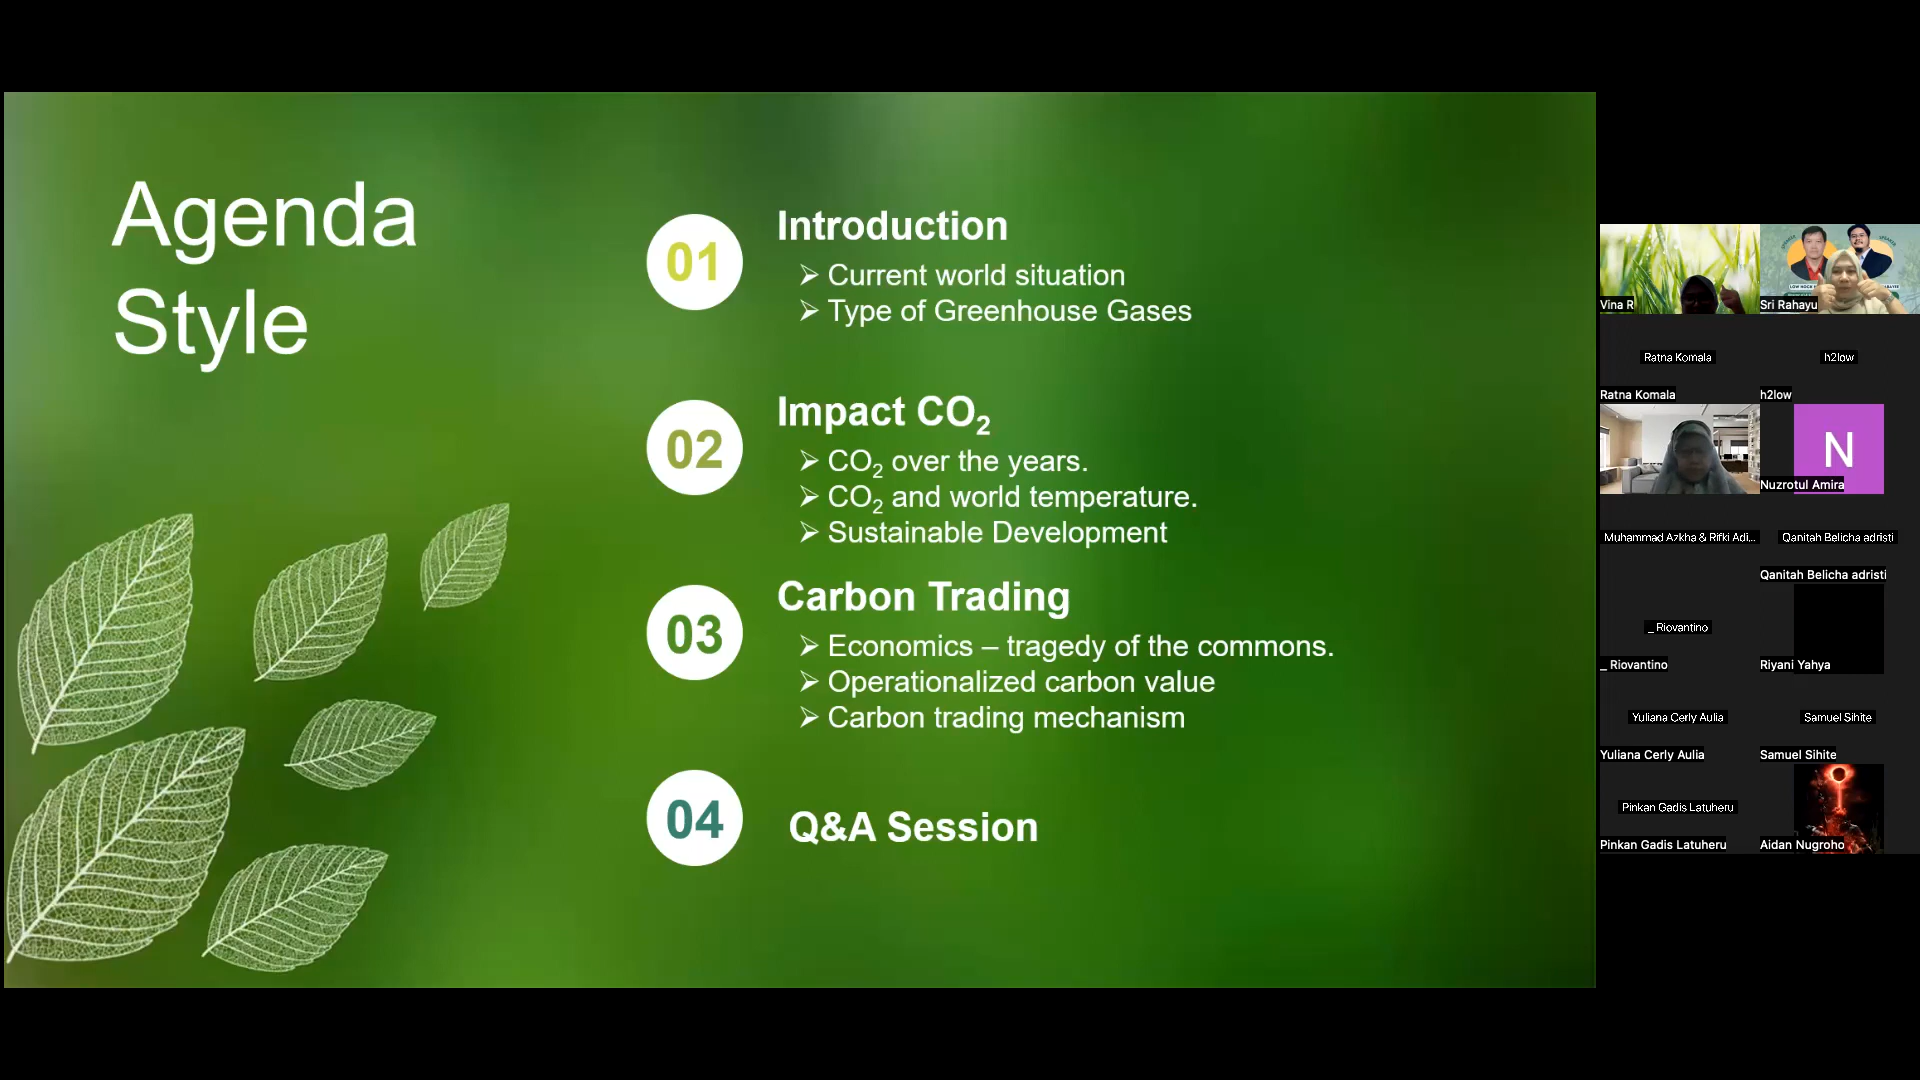 Agenda
Style
01
Introduction
➢ Current world situation
➢ Type of Greenhouse Gases
02
Impact CO₂
➢ CO₂ over the years.
➢ CO₂ and world temperature.
➢ Sustainable Development
03
Carbon Trading
➢ Economics – tragedy of the commons.
➢ Operationalized carbon value
➢ Carbon trading mechanism
04
Q&A Session
Vina R
Sri Rahayu
Ratna Komala
h2low
Ratna Komala
h2low
N
Nuzrotul Amira
Muhammad Azkha & Rifki Adi...
Qanitah Belicha adristi
Qanitah Belicha adristi
_ Riovantino
_ Riovantino
Riyani Yahya
Yuliana Cerly Aulia
Samuel Sihite
Yuliana Cerly Aulia
Samuel Sihite
Pinkan Gadis Latuheru
Pinkan Gadis Latuheru
Aidan Nugroho